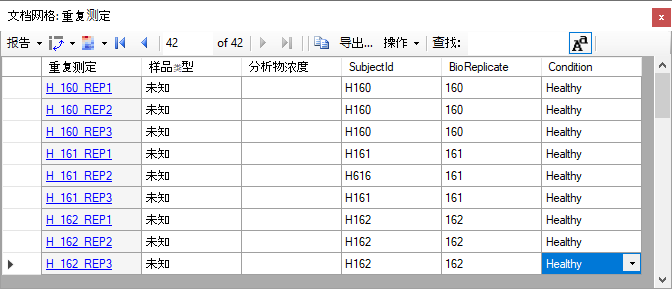 文档网格: 重复测定
报告 42 of 42 导出... 操作 查找: Aa
重复测定 样品类型 分析物浓度 SubjectId BioReplicate Condition
H_160_REP1 未知 H160 160 Healthy
H_160_REP2 未知 H160 160 Healthy
H_160_REP3 未知 H160 160 Healthy
H_161_REP1 未知 H161 161 Healthy
H_161_REP2 未知 H616 161 Healthy
H_161_REP3 未知 H161 161 Healthy
H_162_REP1 未知 H162 162 Healthy
H_162_REP2 未知 H162 162 Healthy
H_162_REP3 未知 H162 162 Healthy